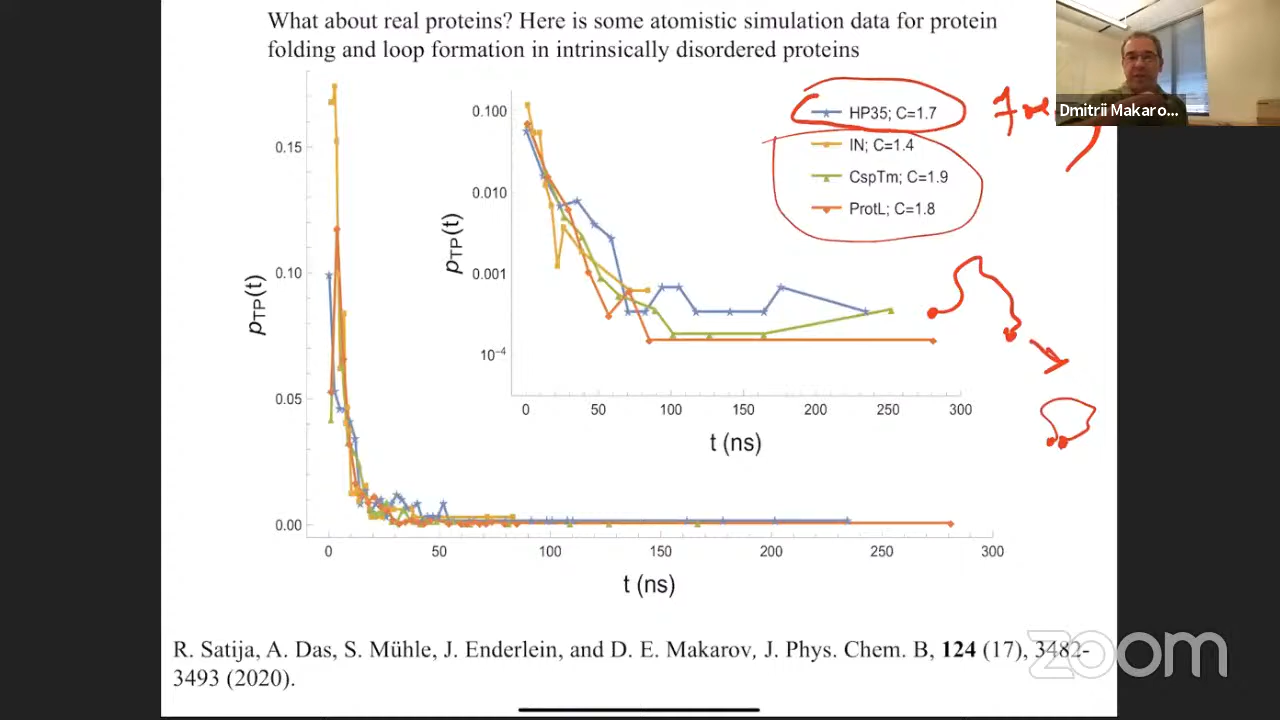 What about real proteins? Here is some atomistic simulation data for protein
folding and loop formation in intrinsically disordered proteins
Dmitrii Makaro...
HP35; C=1.7
IN; C=1.4
CspTm; C=1.9
ProtL; C=1.8
pTP(t)
0.100
0.010
0.001
10⁻⁴
0 50 100 150 200 250 300
t (ns)
pTP(t)
0.15
0.10
0.05
0.00
0 50 100 150 200 250 300
t (ns)
R. Satija, A. Das, S. Mühle, J. Enderlein, and D. E. Makarov, J. Phys. Chem. B, 124 (17), 3482-
3493 (2020).
zoom